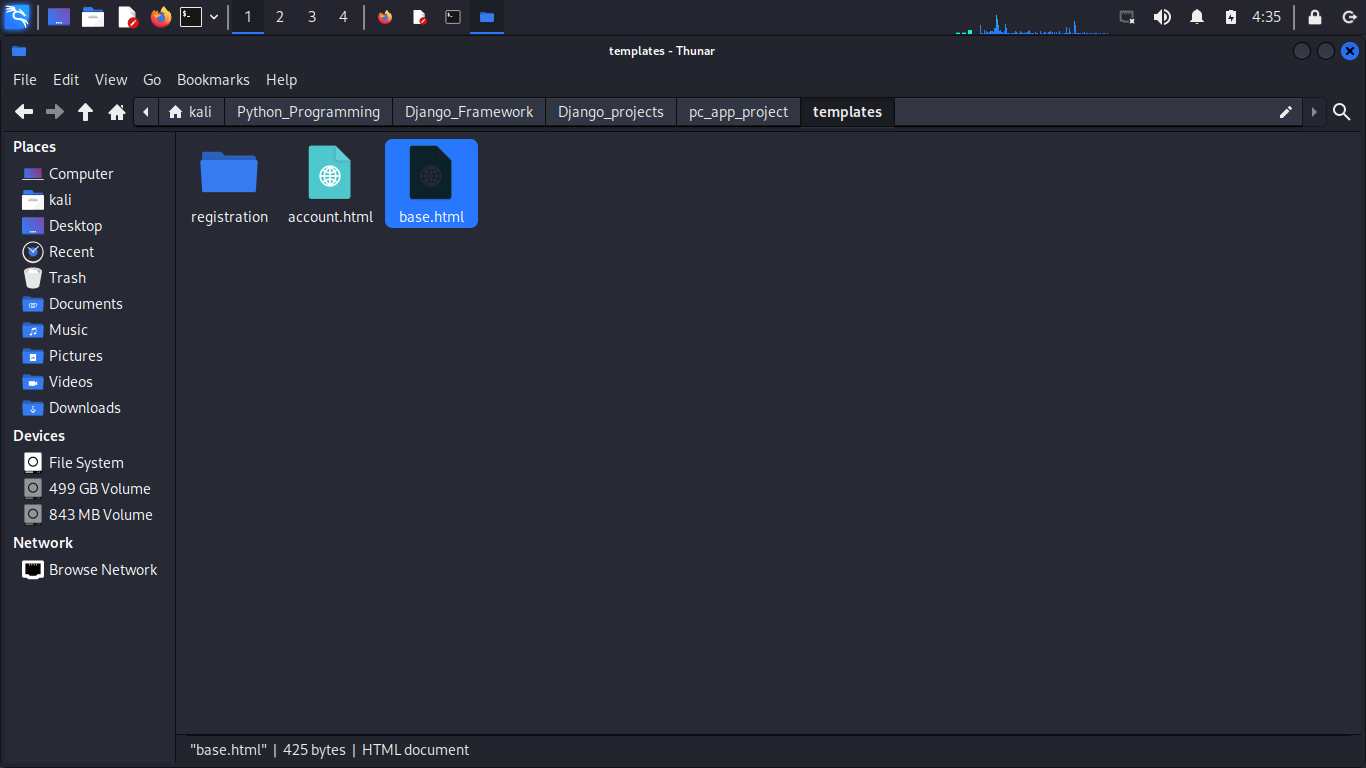 1 2 3 4 4:35
templates - Thunar
File Edit View Go Bookmarks Help
kali Python_Programming Django_Framework Django_projects pc_app_project templates
Places
Computer
kali
Desktop
Recent
Trash
Documents
Music
Pictures
Videos
Downloads
Devices
File System
499 GB Volume
843 MB Volume
Network
Browse Network
registration account.html base.html
"base.html" | 425 bytes | HTML document